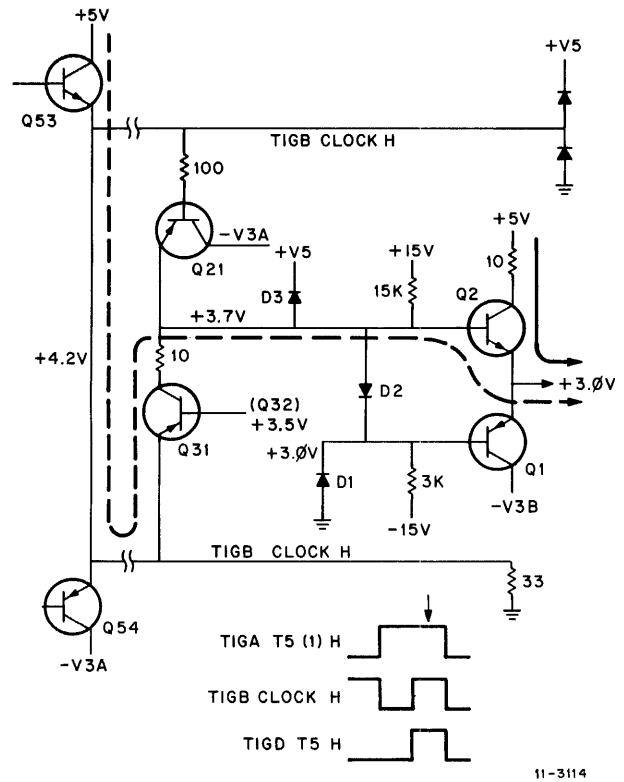 +5V
+V5
Q53
TIGB CLOCK H
100
-V3A
+5V
Q21
+V5
+15V
10
D3
15K
Q2
+3.7V
+4.2V
10
+3.0V
D2
(Q32)
+3.5V
Q31
+3.0V
D1
3K
Q1
-15V
-V3B
TIGB CLOCK H
33
Q54
-V3A
TIGA T5 (1) H
TIGB CLOCK H
TIGD T5 H
11-3114